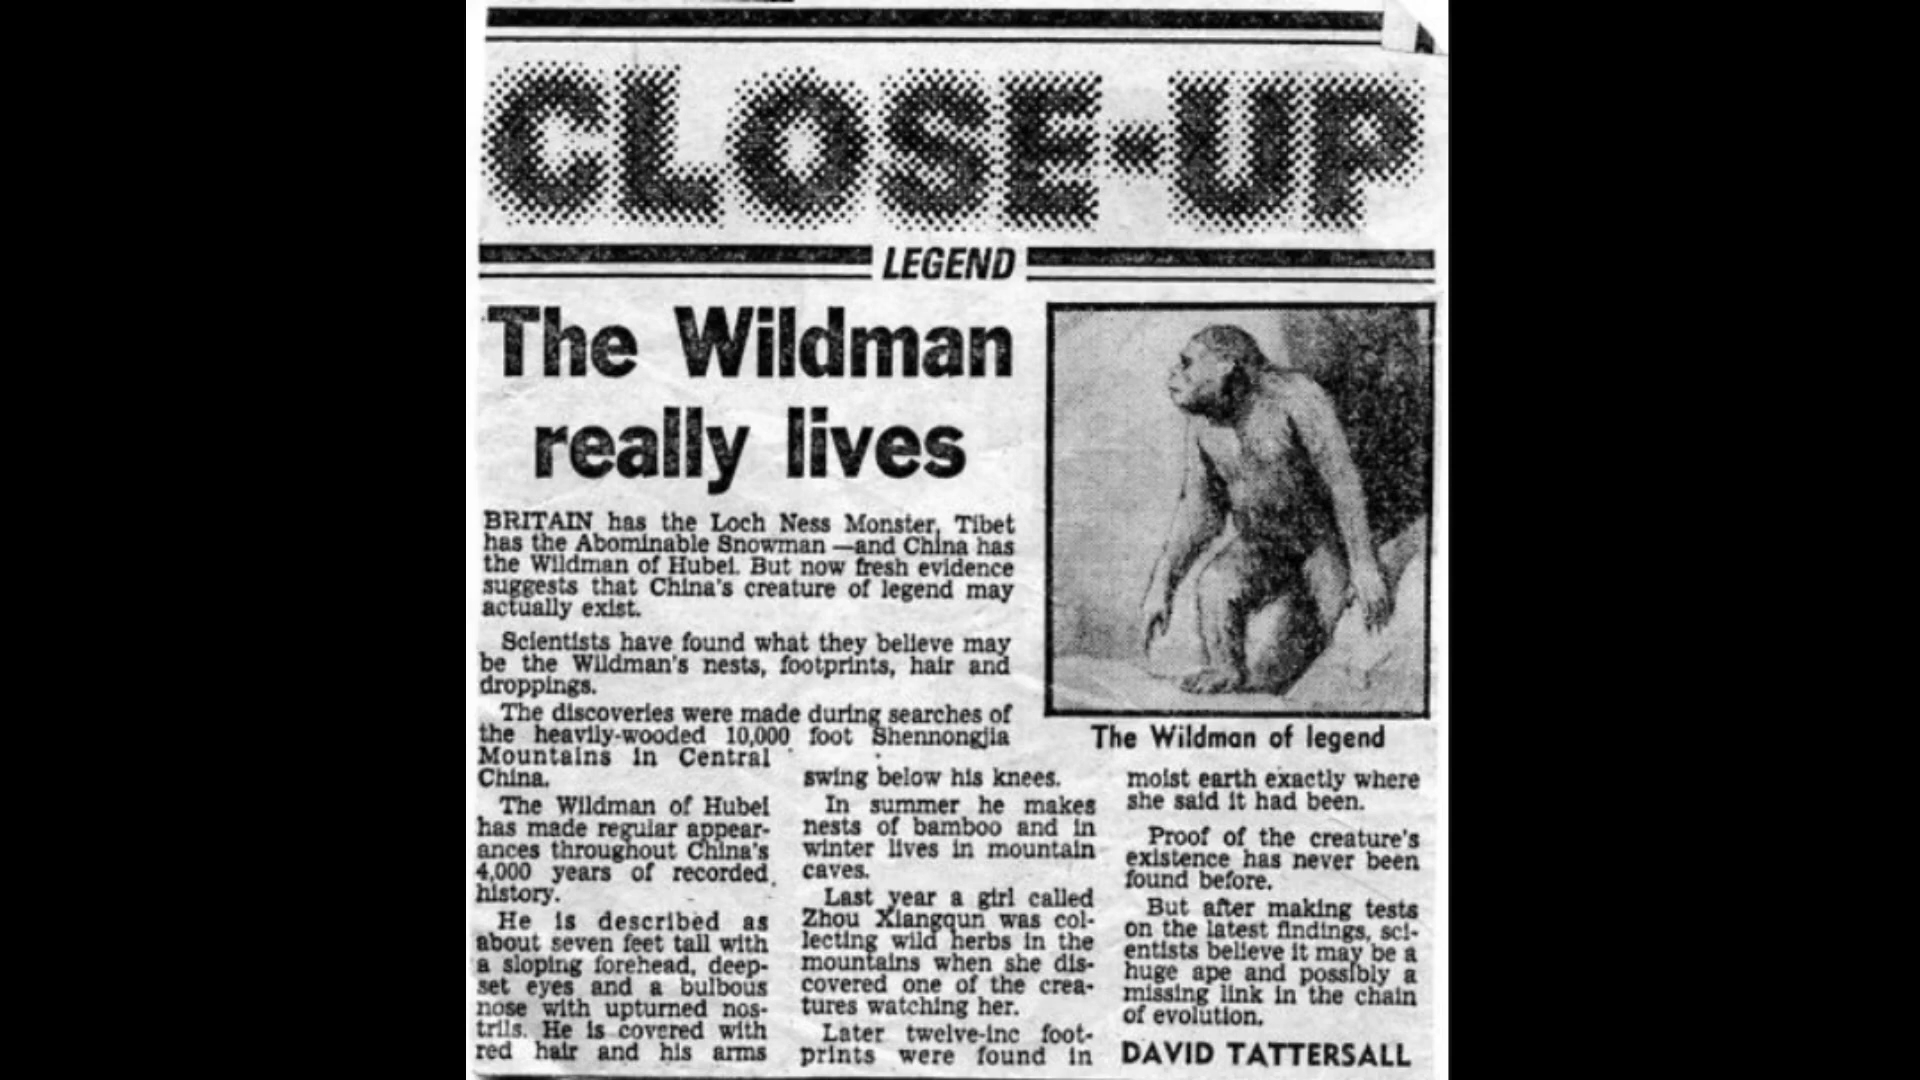 CLOSE-UP
LEGEND
The Wildman
really lives
BRITAIN has the Loch Ness Monster, Tibet
has the Abominable Snowman —and China has
the Wildman of Hubei. But now fresh evidence
suggests that China's creature of legend may
actually exist.
Scientists have found what they believe may
be the Wildman's nests, footprints, hair and
droppings.
The discoveries were made during searches of
the heavily-wooded 10,000 foot Shennongjia
Mountains in Central
China.
The Wildman of Hubei
has made regular appear-
ances throughout China's
4,000 years of recorded
history.
He is described as
about seven feet tall with
a sloping forehead, deep-
set eyes and a bulbous
nose with upturned nos-
trils. He is covered with
red hair and his arms
swing below his knees.
In summer he makes
nests of bamboo and in
winter lives in mountain
caves.
Last year a girl called
Zhou Xiangqun was col-
lecting wild herbs in the
mountains when she dis-
covered one of the crea-
tures watching her.
Later twelve-inc foot-
prints were found in
The Wildman of legend
moist earth exactly where
she said it had been.
Proof of the creature's
existence has never been
found before.
But after making tests
on the latest findings, sci-
entists believe it may be a
huge ape and possibly a
missing link in the chain
of evolution.
DAVID TATTERSALL